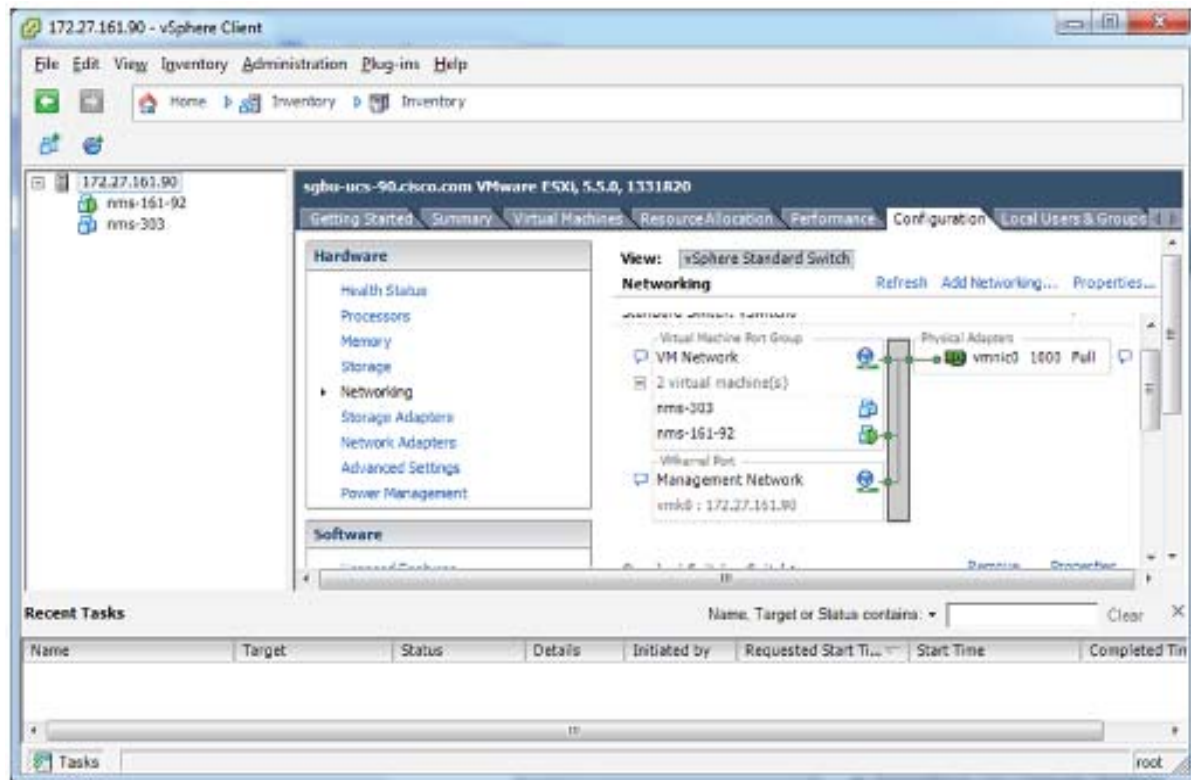 172.27.161.90 - vSphere Client
File Edit View Inventory Administration Plug-ins Help
Home Inventory Inventory
172.27.161.90
nms-161-92
nms-303
sgbu-ucs-90.cisco.com VMware ESXi, 5.5.0, 1331820
Getting Started Summary Virtual Machines Resource Allocation Performance Configuration Local Users & Groups
Hardware
Health Status
Processors
Memory
Storage
Networking
Storage Adapters
Network Adapters
Advanced Settings
Power Management
Software
View: vSphere Standard Switch
Networking Refresh Add Networking... Properties...
Virtual Machine Port Group Physical Adapters
VM Network vmnic0 1000 Full
2 virtual machine(s)
nms-303
nms-161-92
VMkernel Port
Management Network
vmk0 : 172.27.161.90
Remove Properties
Recent Tasks Name, Target or Status contains: Clear
Name Target Status Details Initiated by Requested Start Ti... Start Time Completed Tim
Tasks root